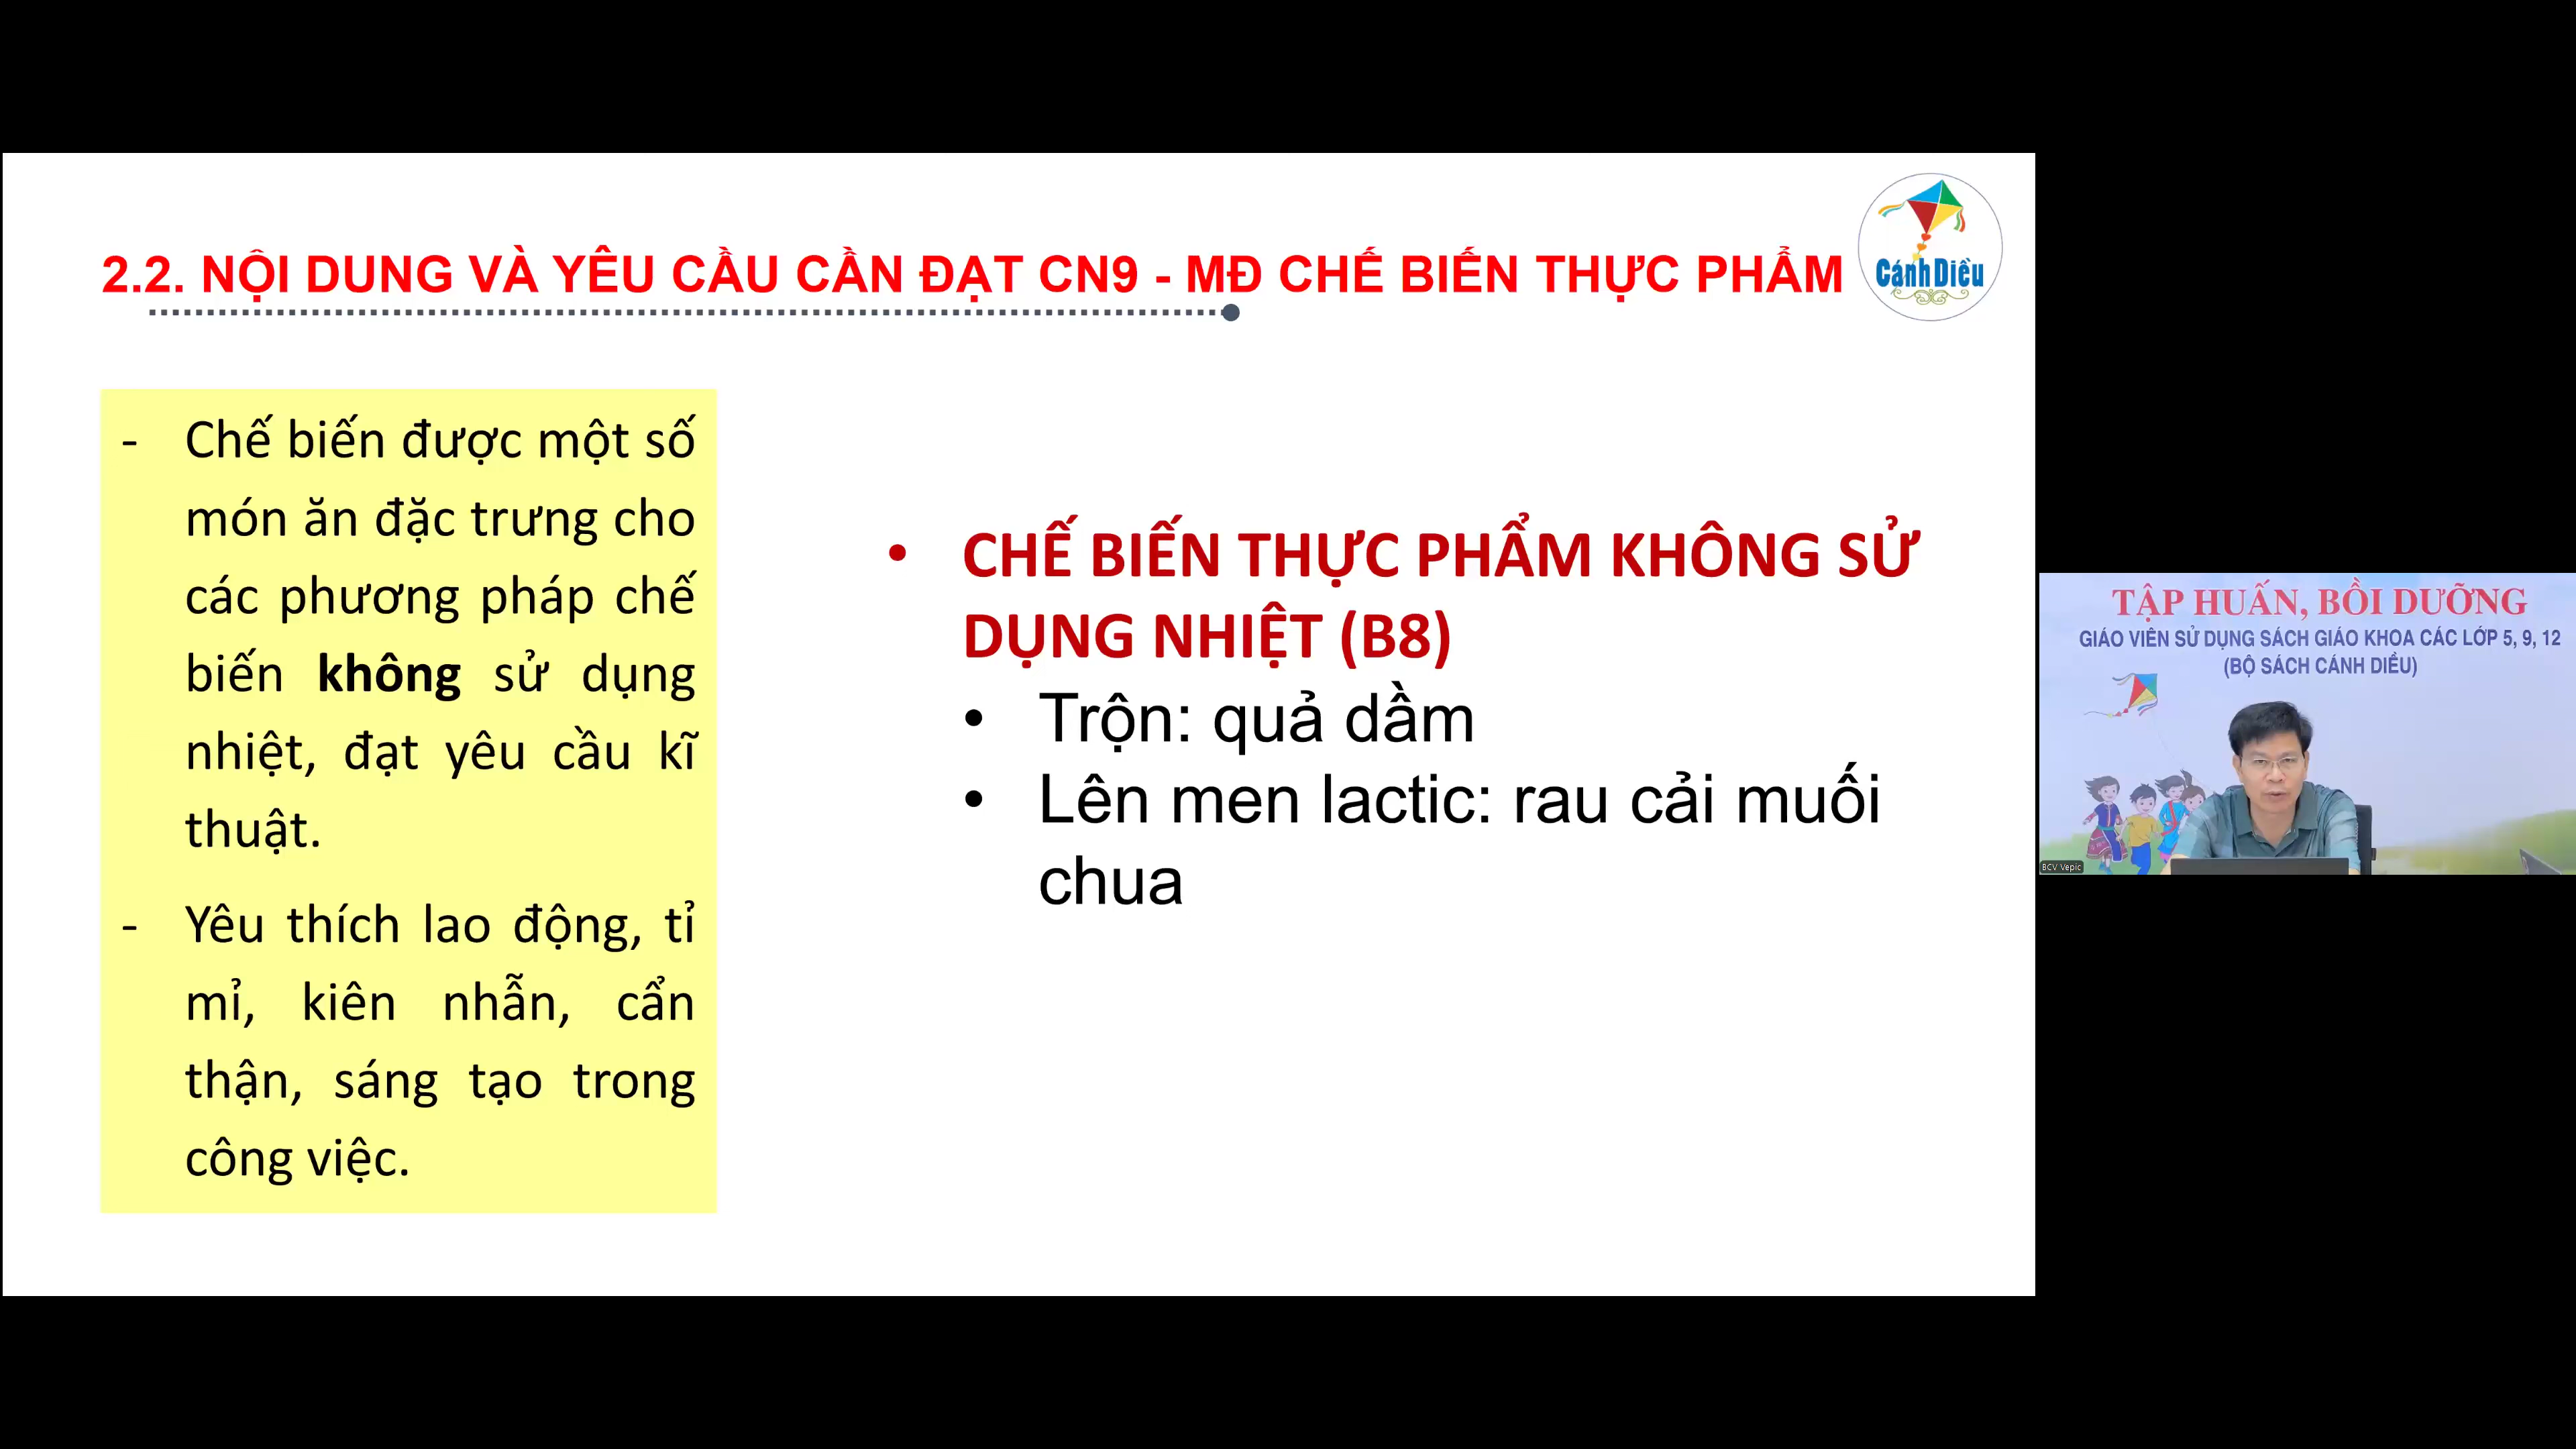 2.2. NỘI DUNG VÀ YÊU CẦU CẦN ĐẠT CN9 - MĐ CHẾ BIẾN THỰC PHẨM
Cánh Diều
- Chế biến được một số
món ăn đặc trưng cho
các phương pháp chế
biến không sử dụng
nhiệt, đạt yêu cầu kĩ
thuật.
- Yêu thích lao động, tỉ
mỉ, kiên nhẫn, cẩn
thận, sáng tạo trong
công việc.
• CHẾ BIẾN THỰC PHẨM KHÔNG SỬ
DỤNG NHIỆT (B8)
• Trộn: quả dầm
• Lên men lactic: rau cải muối
chua
TẬP HUẤN, BỒI DƯỠNG
GIÁO VIÊN SỬ DỤNG SÁCH GIÁO KHOA CÁC LỚP 5, 9, 12
(BỘ SÁCH CÁNH DIỀU)
BCV Vepic